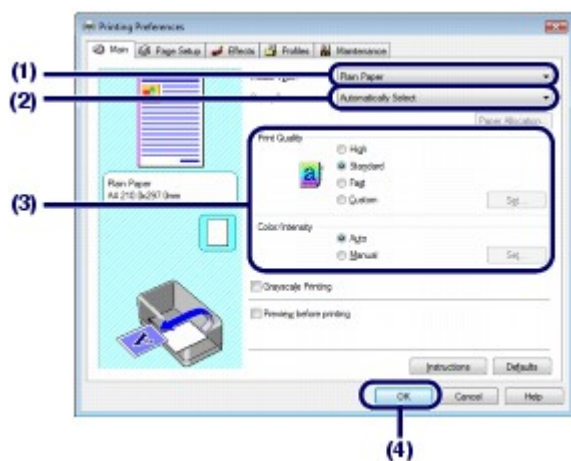 Printing Preferences
Main Page Setup Effects Profiles Maintenance
(1) Plain Paper
(2) Automatically Select
Paper Allocation...
Print Quality
High
Standard
Fast
Custom Set...
(3)
Plain Paper
A4 210.0x297.0mm
Color/Intensity
Auto
Manual Set...
Grayscale Printing
Preview before printing
Instructions Defaults
OK Cancel Help
(4)